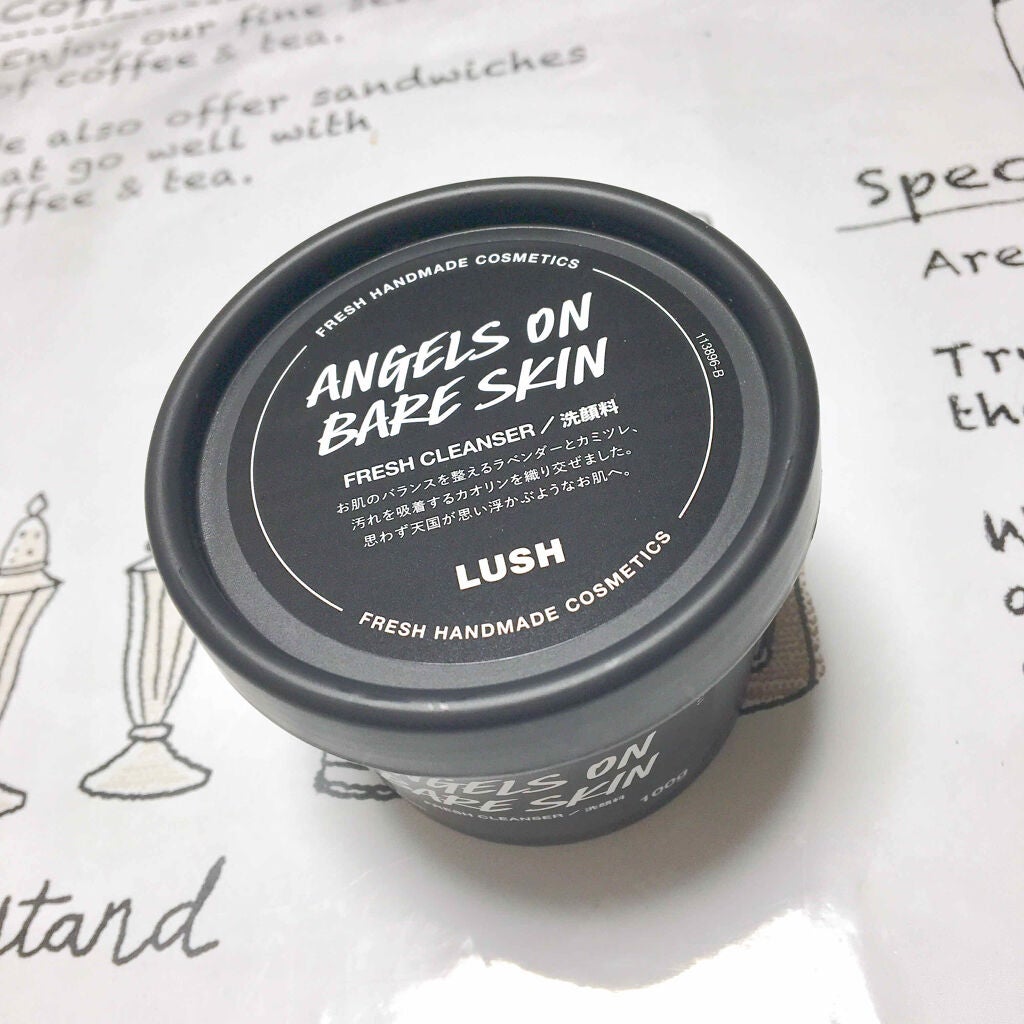 Enjoy our fine
of coffee & tea.
also offer sandwiches
at go well with
& tea.
Are
FRESH HANDMADE COSMETICS
ANGELS ON
BARE SKIN
FRESH CLEANSER / 洗顔料
お肌のバランスを整えるラベンダーとカミツレ、
汚れを吸着するカオリンを織り交ぜました。
思わず天国が思い浮かぶようなお肌へ。
LUSH
FRESH HANDMADE COSMETICS
113896-B
ANGELS ON
BARE SKIN
FRESH CLEANSER / 洗顔料
100g